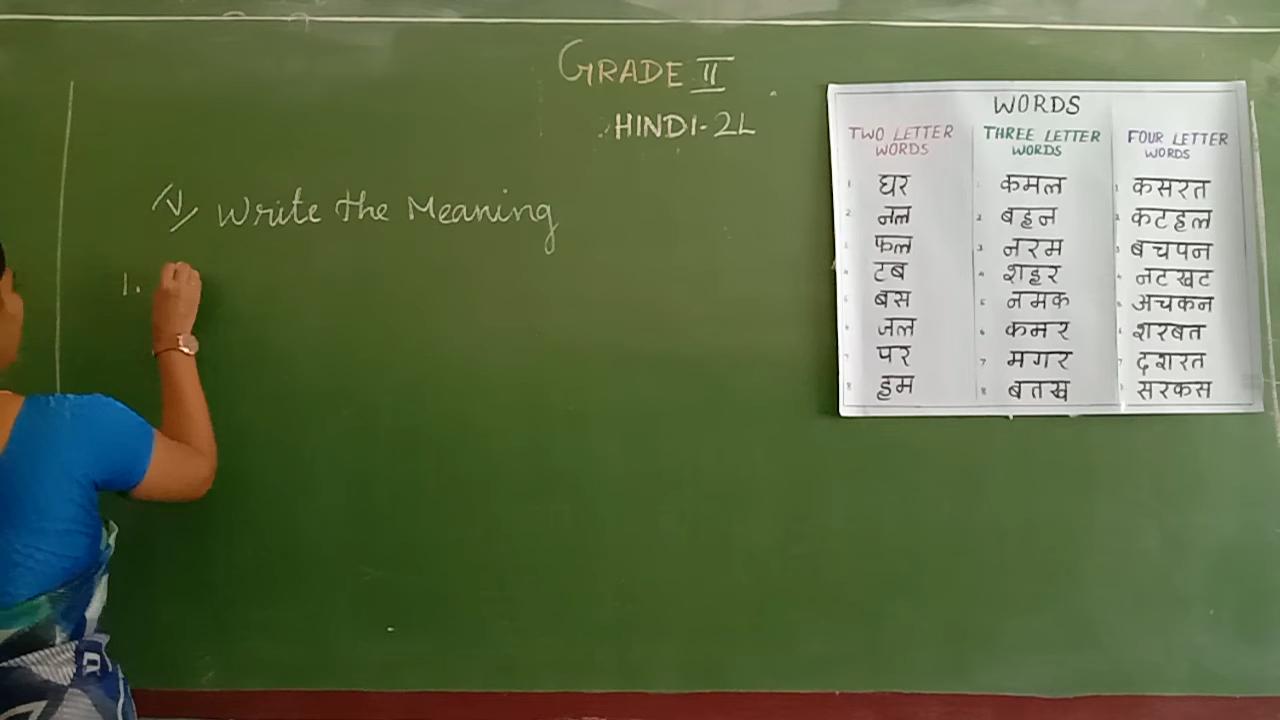 GRADE II
HINDI-2L
V) Write the Meaning
1.
WORDS
TWO LETTER WORDS
1 घर
2 नल
3 फल
4 टब
5 बस
6 जल
7 पर
8 हम
THREE LETTER WORDS
1 कमल
2 बहन
3 नरम
4 शहर
5 नमक
6 कमर
7 मगर
8 बतख
FOUR LETTER WORDS
1 कसरत
2 कटहल
3 बचपन
4 नटखट
5 अचकन
6 शरबत
7 दशरत
8 सरकस